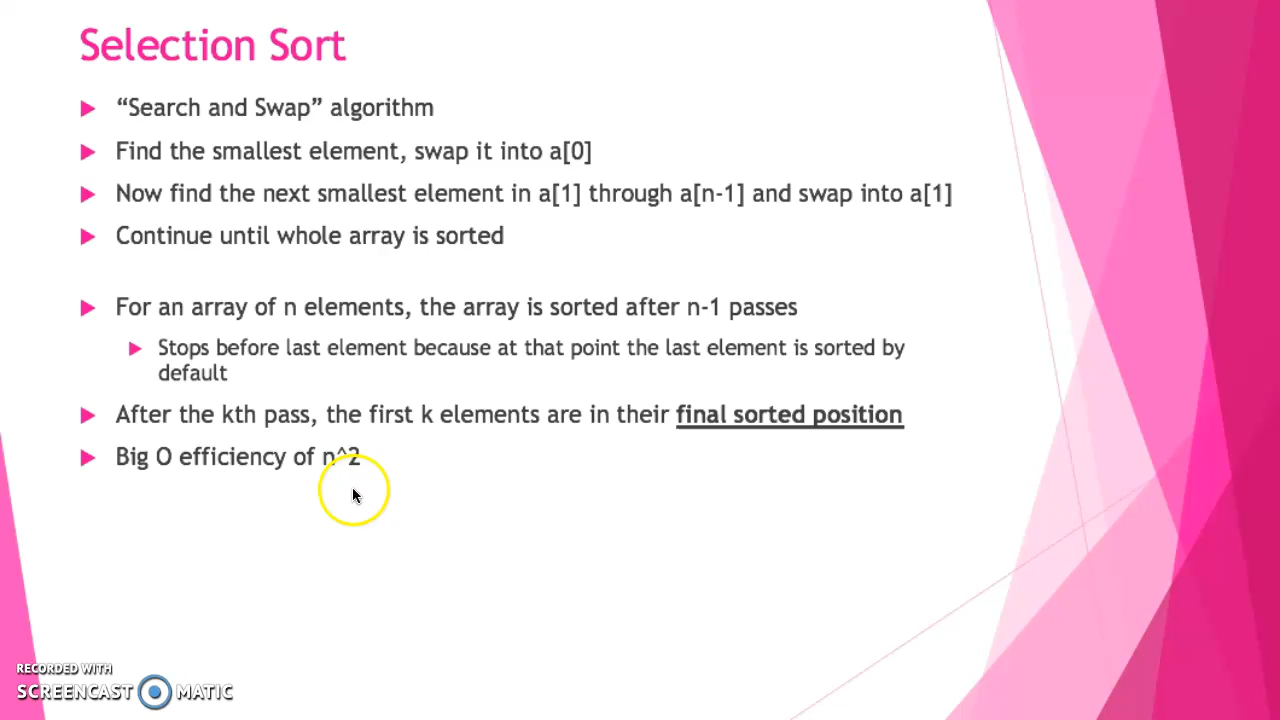 Selection Sort
“Search and Swap” algorithm
Find the smallest element, swap it into a[0]
Now find the next smallest element in a[1] through a[n-1] and swap into a[1]
Continue until whole array is sorted
For an array of n elements, the array is sorted after n-1 passes
Stops before last element because at that point the last element is sorted by
default
After the kth pass, the first k elements are in their final sorted position
Big O efficiency of n^2
RECORDED WITH
SCREENCAST MATIC